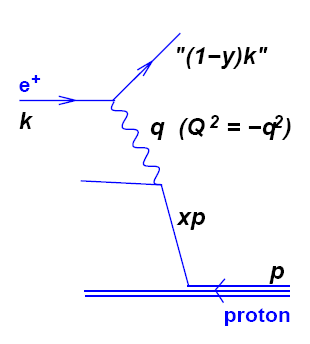 "(1−y)k"
e⁺
k
q (Q² = −q²)
xp
p
proton